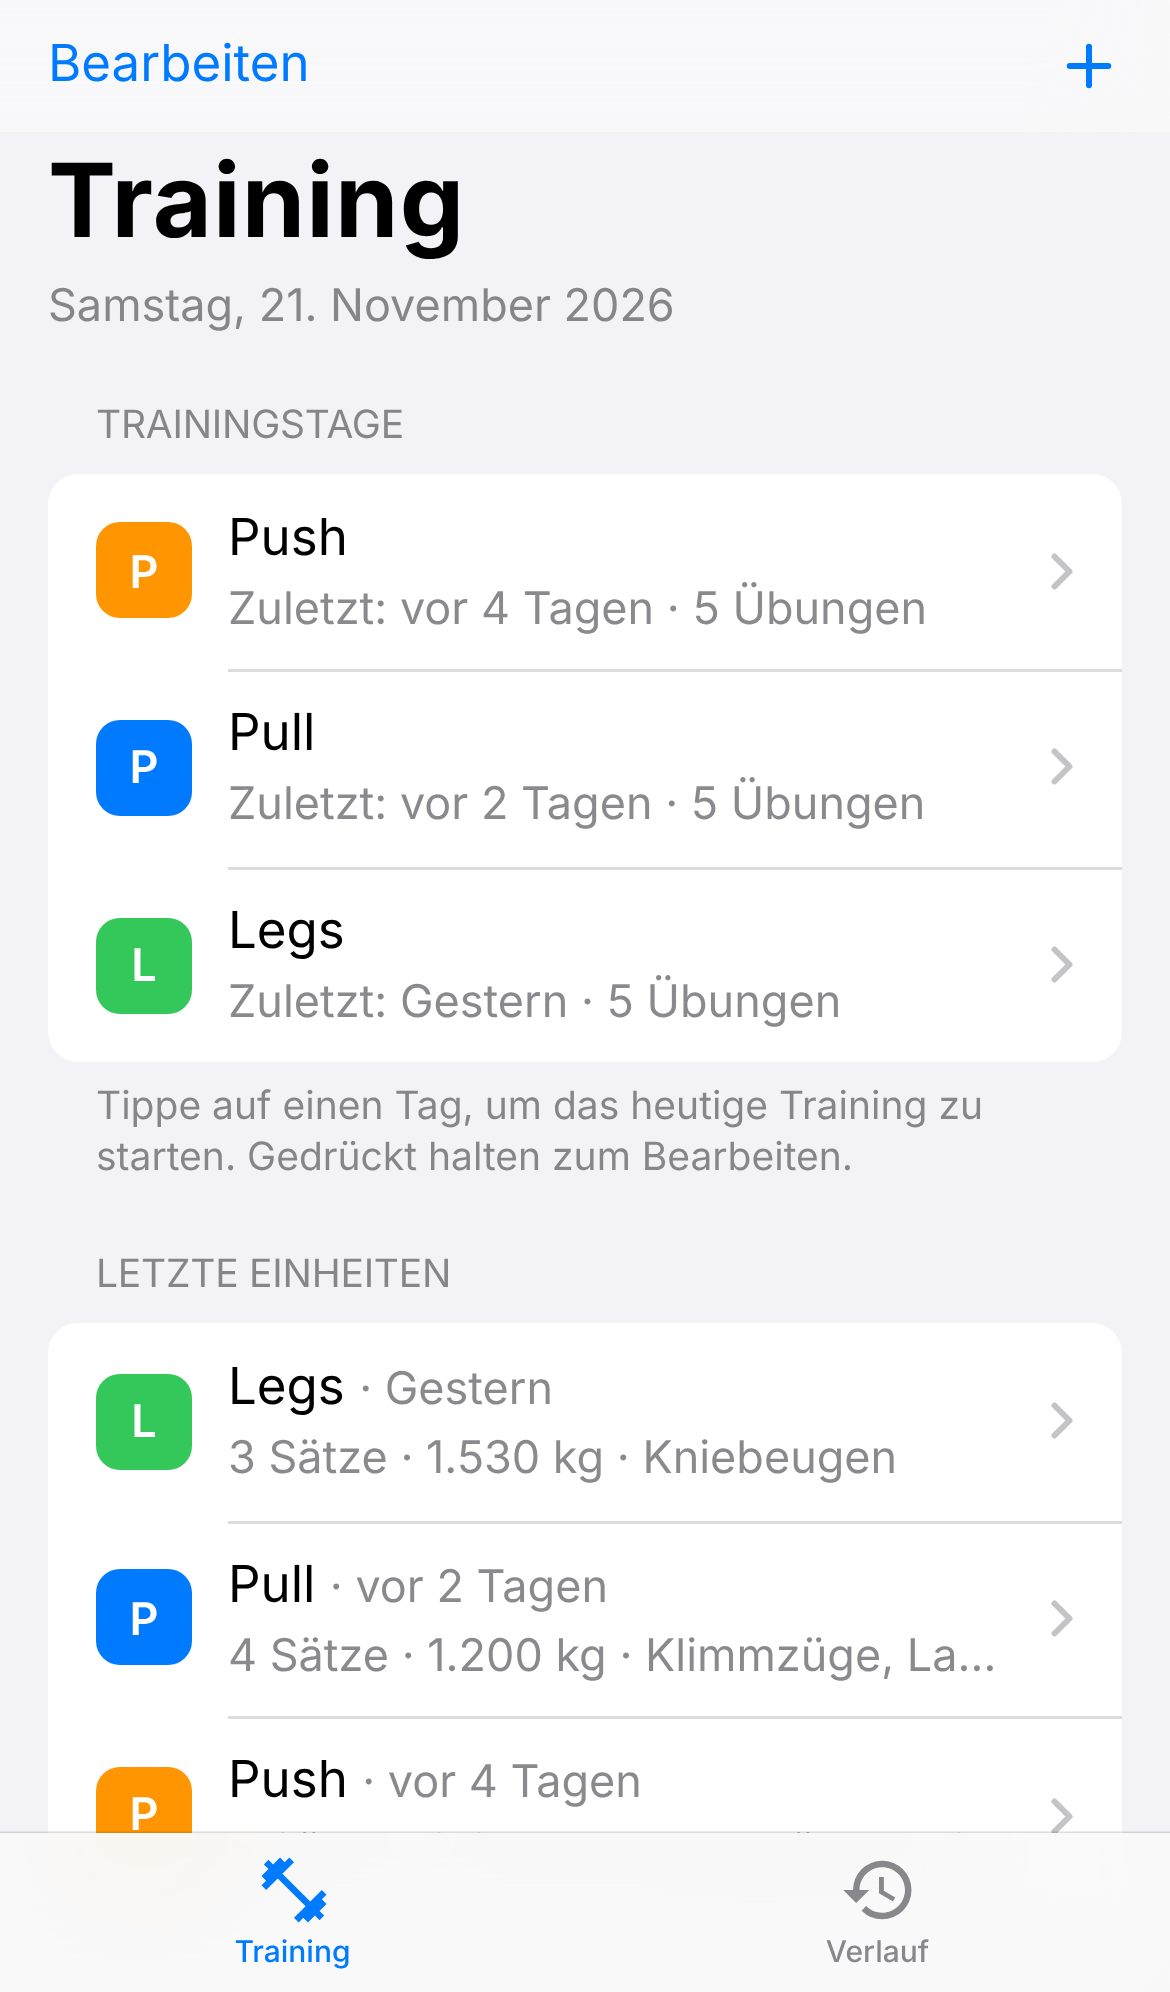 Bearbeiten
Training
Samstag, 21. November 2026
TRAININGSTAGE
P
Push
Zuletzt: vor 4 Tagen · 5 Übungen
P
Pull
Zuletzt: vor 2 Tagen · 5 Übungen
L
Legs
Zuletzt: Gestern · 5 Übungen
Tippe auf einen Tag, um das heutige Training zu
starten. Gedrückt halten zum Bearbeiten.
LETZTE EINHEITEN
L
Legs · Gestern
3 Sätze · 1.530 kg · Kniebeugen
P
Pull · vor 2 Tagen
4 Sätze · 1.200 kg · Klimmzüge, La...
P
Push · vor 4 Tagen
Training
Verlauf